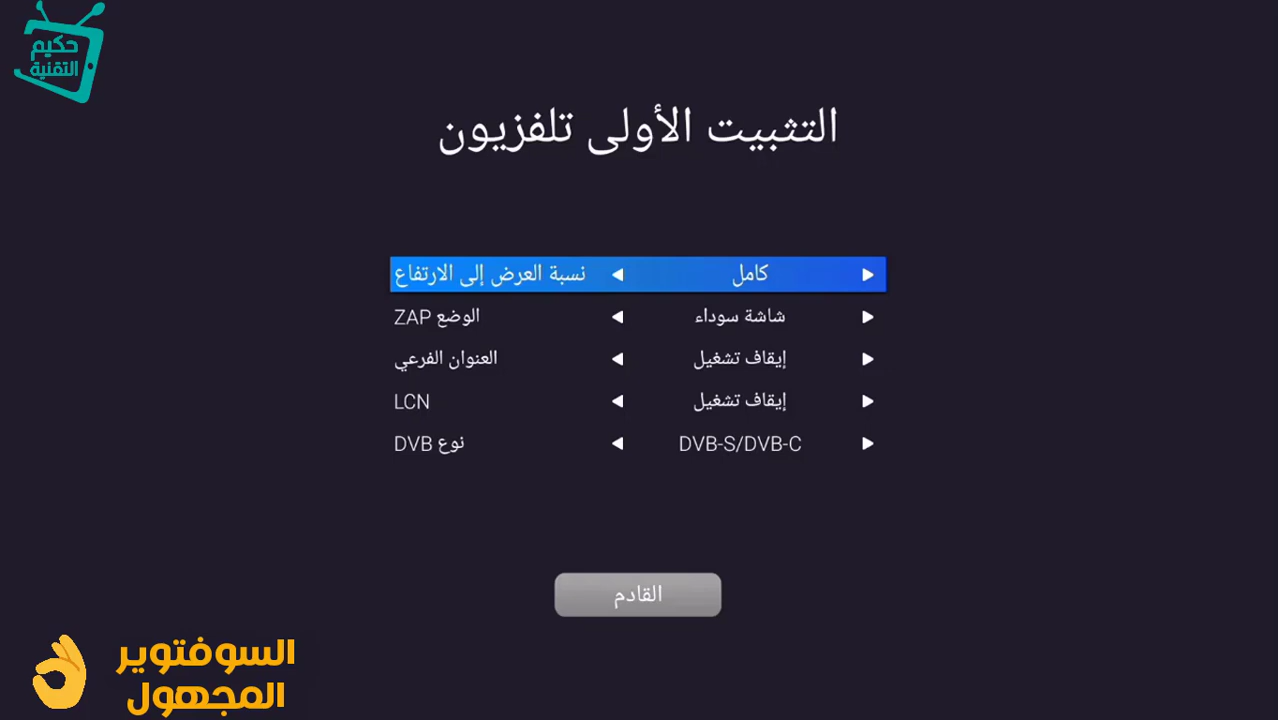 حكيم
التقنية
التثبيت الأولى تلفزيون
نسبة العرض إلى الارتفاع ◀ كامل ▶
الوضع ZAP ◀ شاشة سوداء ▶
العنوان الفرعي ◀ إيقاف تشغيل ▶
LCN ◀ إيقاف تشغيل ▶
نوع DVB ◀ DVB-S/DVB-C ▶
القادم
السوفتوير
المجهول